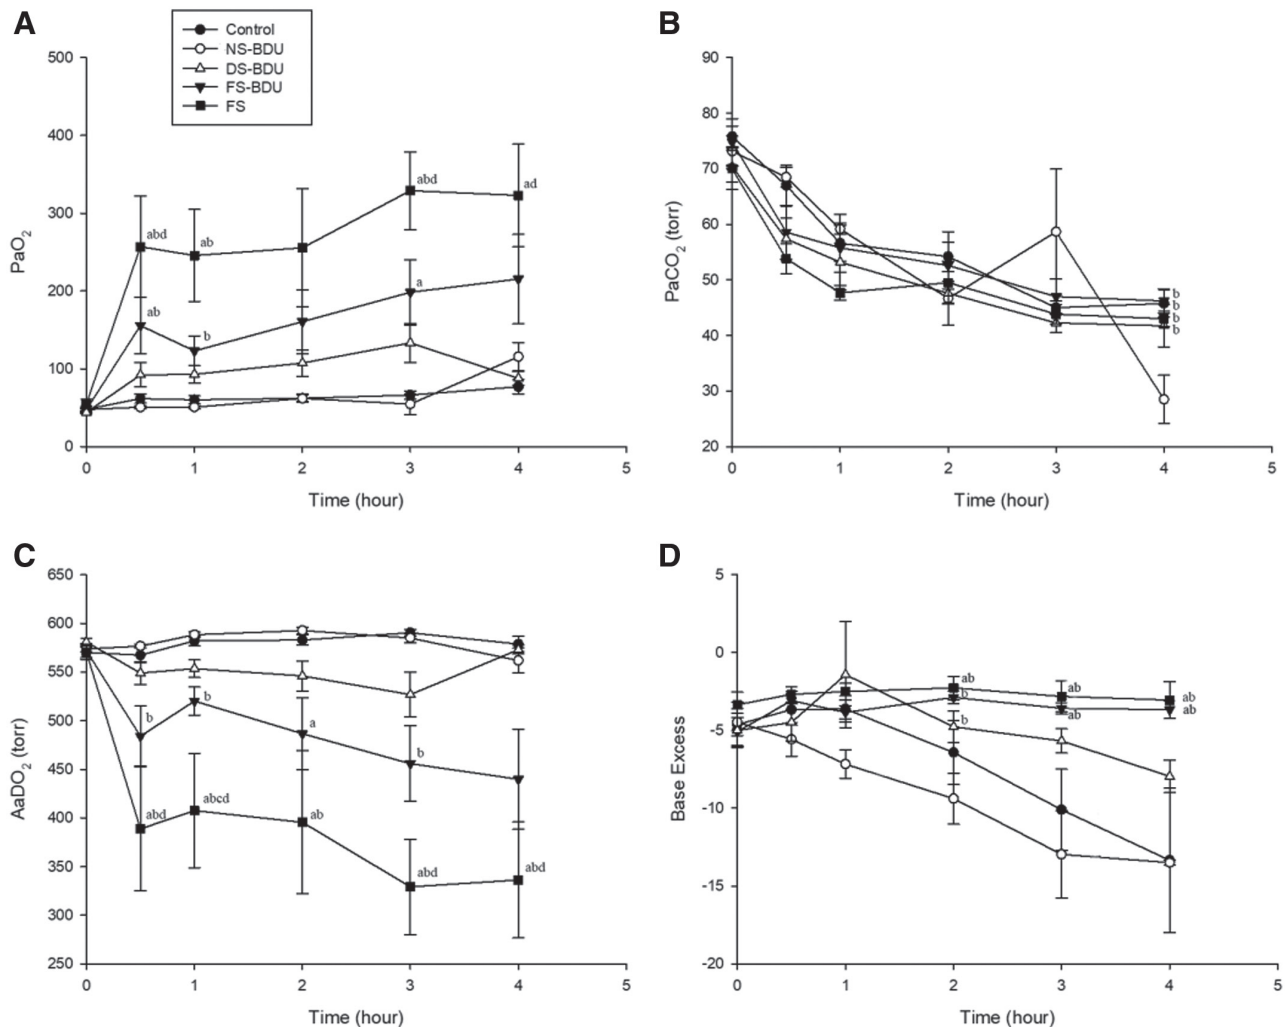 A
Control
NS-BDU
DS-BDU
FS-BDU
FS
500
400
300
200
100
0
PaO2
abd
ab
abd
ad
ab
b
a
0 1 2 3 4 5
Time (hour)
B
90
80
70
60
50
40
30
20
PaCO2 (torr)
b
b
b
b
0 1 2 3 4 5
Time (hour)
C
650
600
550
500
450
400
350
300
250
AaDO2 (torr)
b
b
a
b
abd
abcd
ab
abd
abd
0 1 2 3 4 5
Time (hour)
D
5
0
-5
-10
-15
-20
Base Excess
ab
b
b
ab
ab
ab
ab
0 1 2 3 4 5
Time (hour)